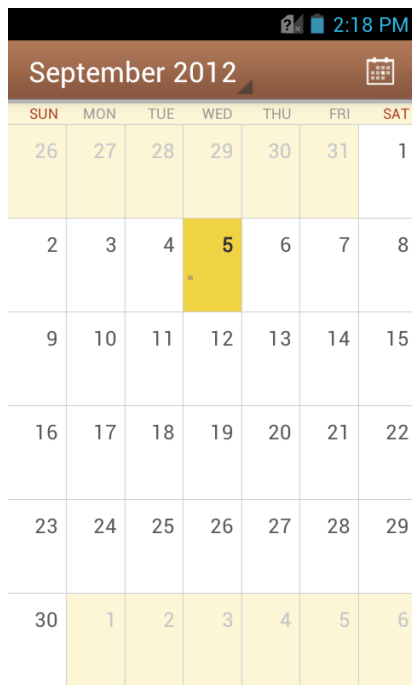 2:18 PM
September 2012
SUN MON TUE WED THU FRI SAT
26 27 28 29 30 31 1
2 3 4 5 6 7 8
9 10 11 12 13 14 15
16 17 18 19 20 21 22
23 24 25 26 27 28 29
30 1 2 3 4 5 6